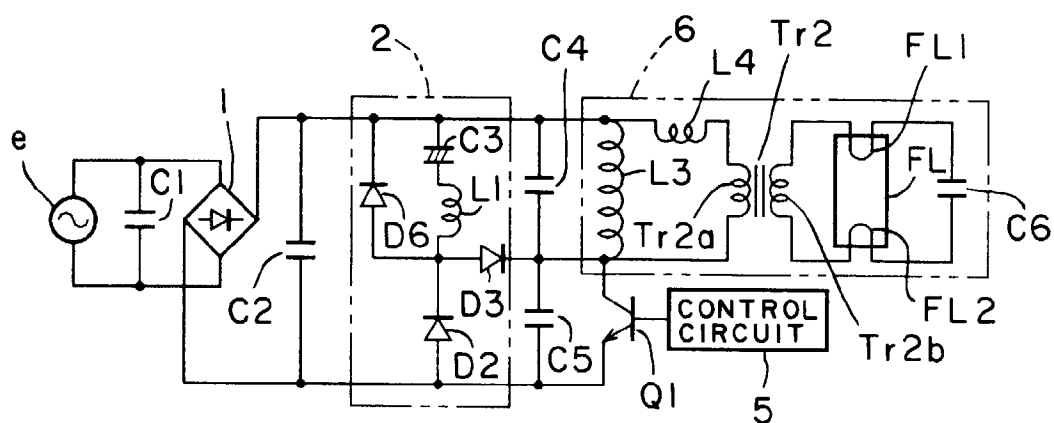 2
C4
6
Tr2
L4
FL1
e
1
C1
C3
L1
D6
L3
FL
C6
Tr2a
C2
D3
D2
C5
CONTROL
CIRCUIT
FL2
Tr2b
Q1
5